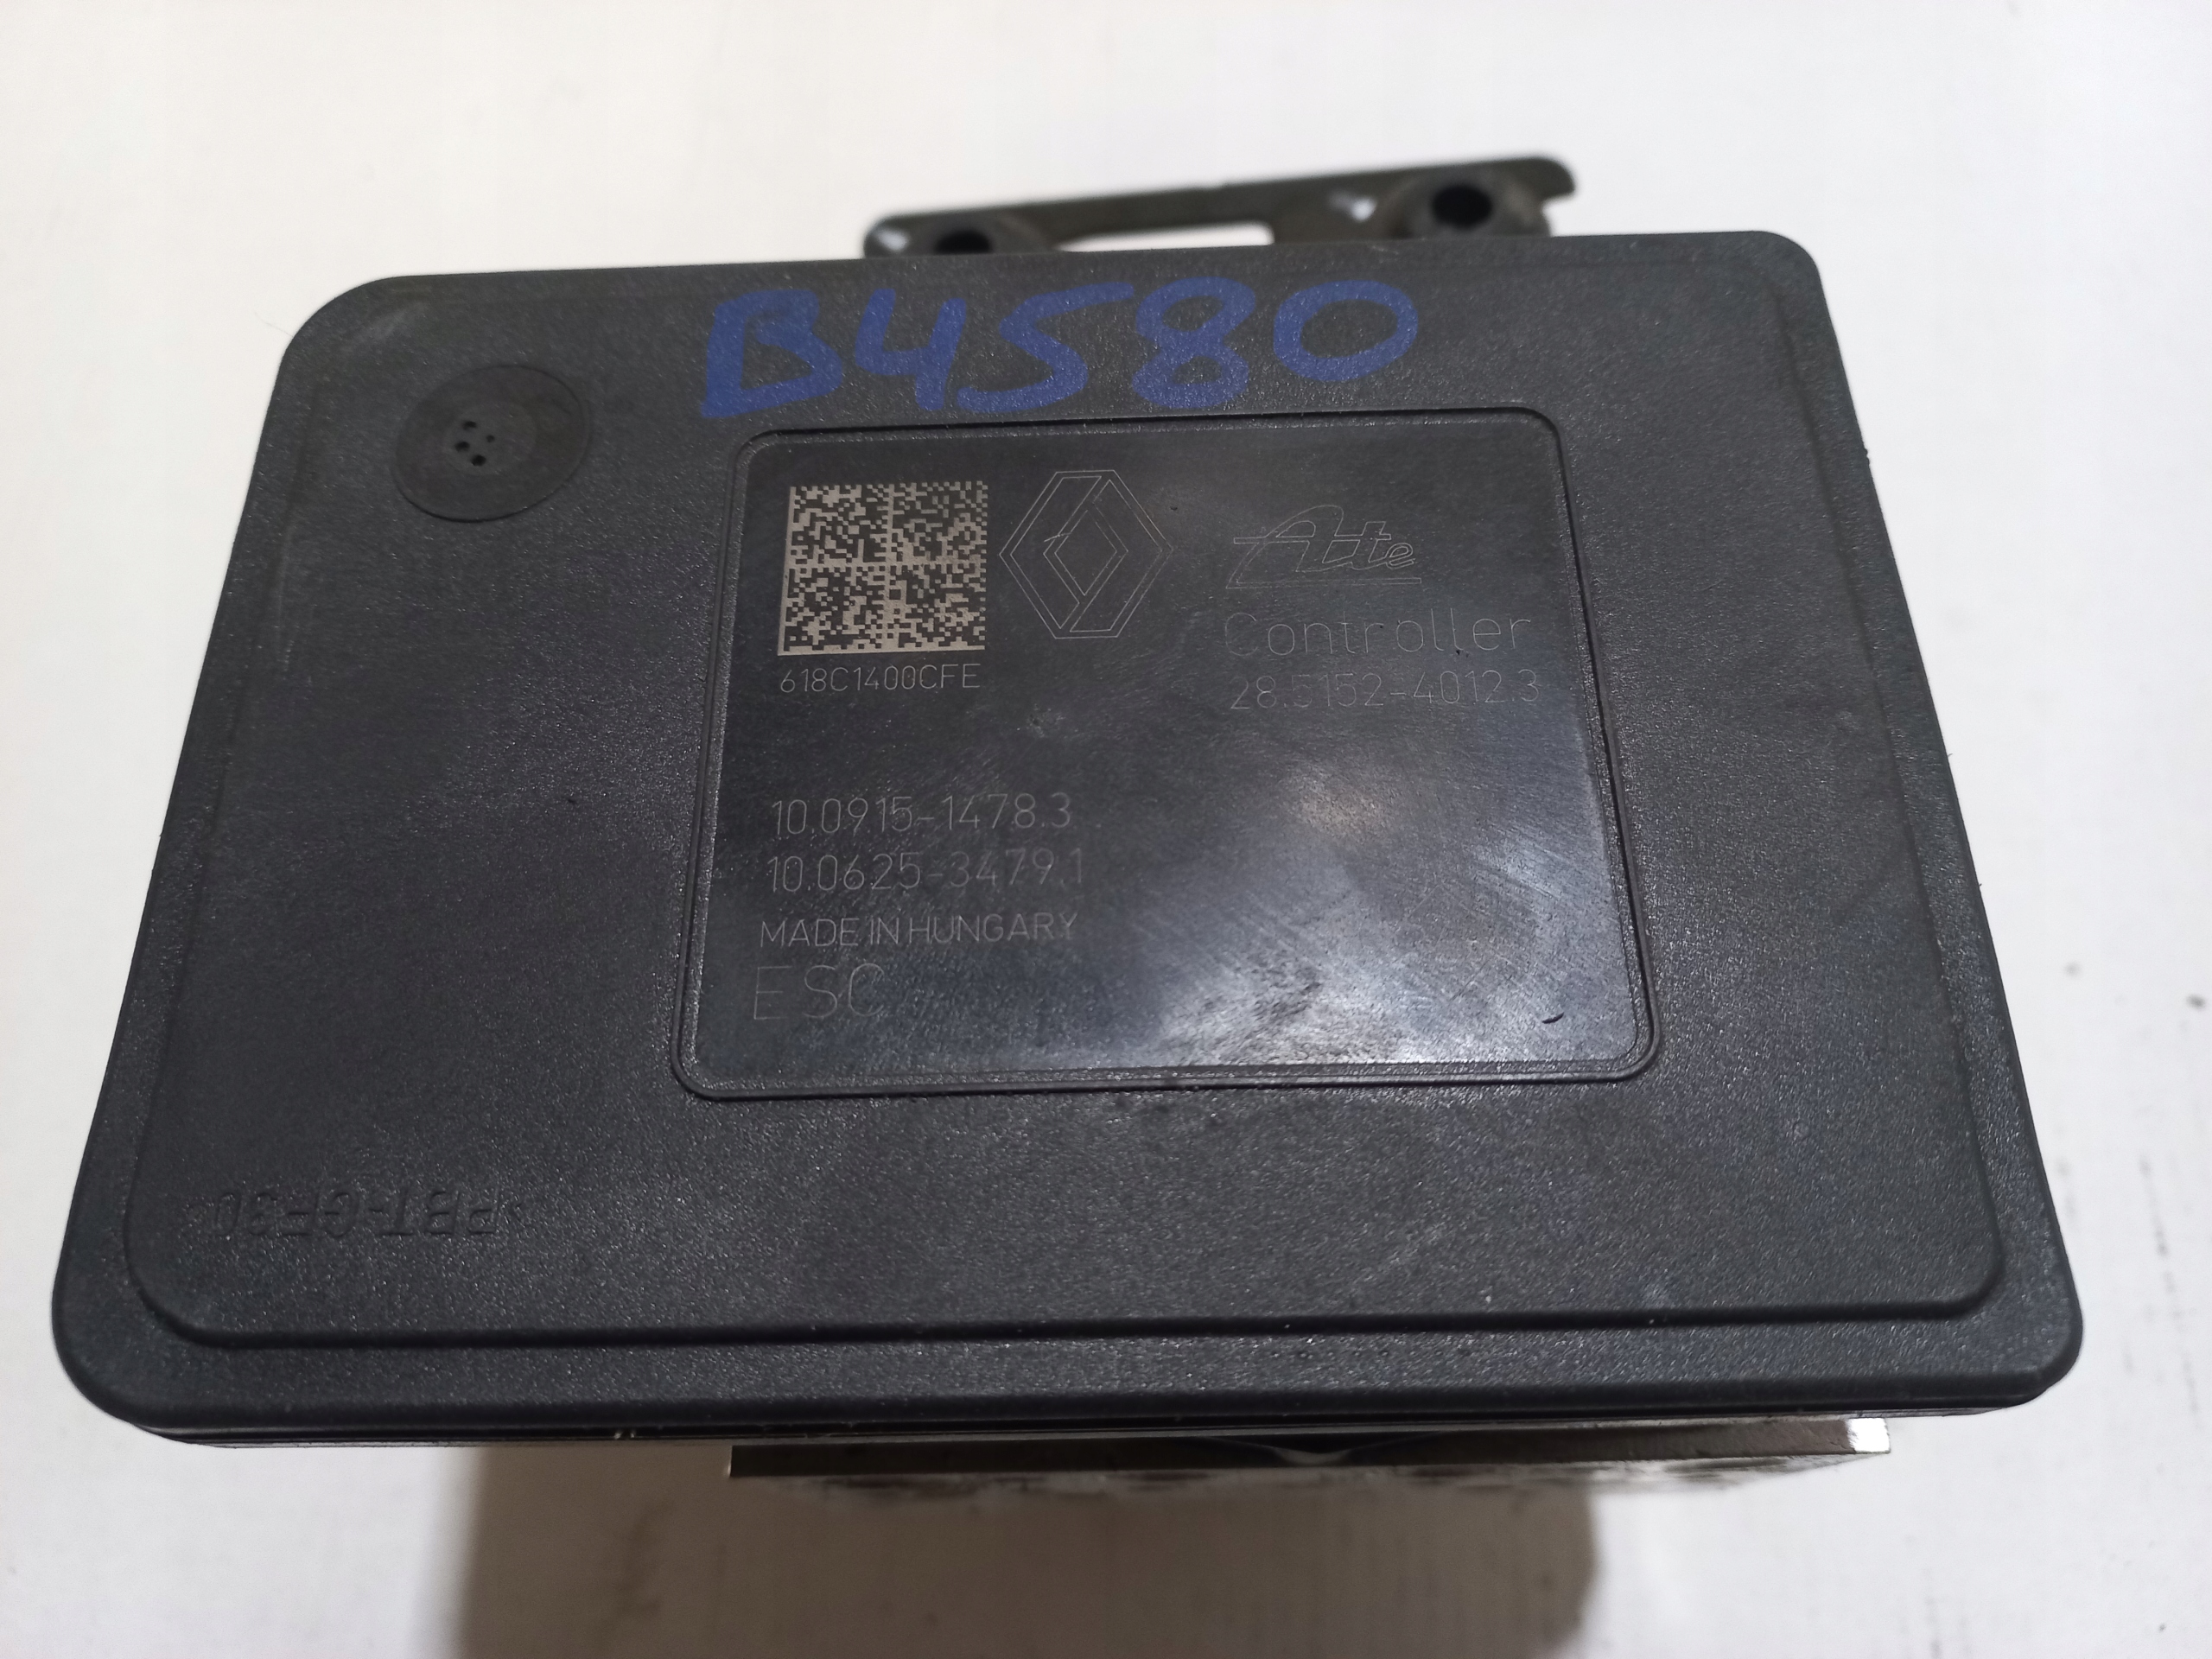 B4580
Ate
Controller
618C1400CFE
28.5152-4012.3
10.0915-1478.3
10.0625-3479.1
MADE IN HUNGARY
ESC
>PBT-GF30<